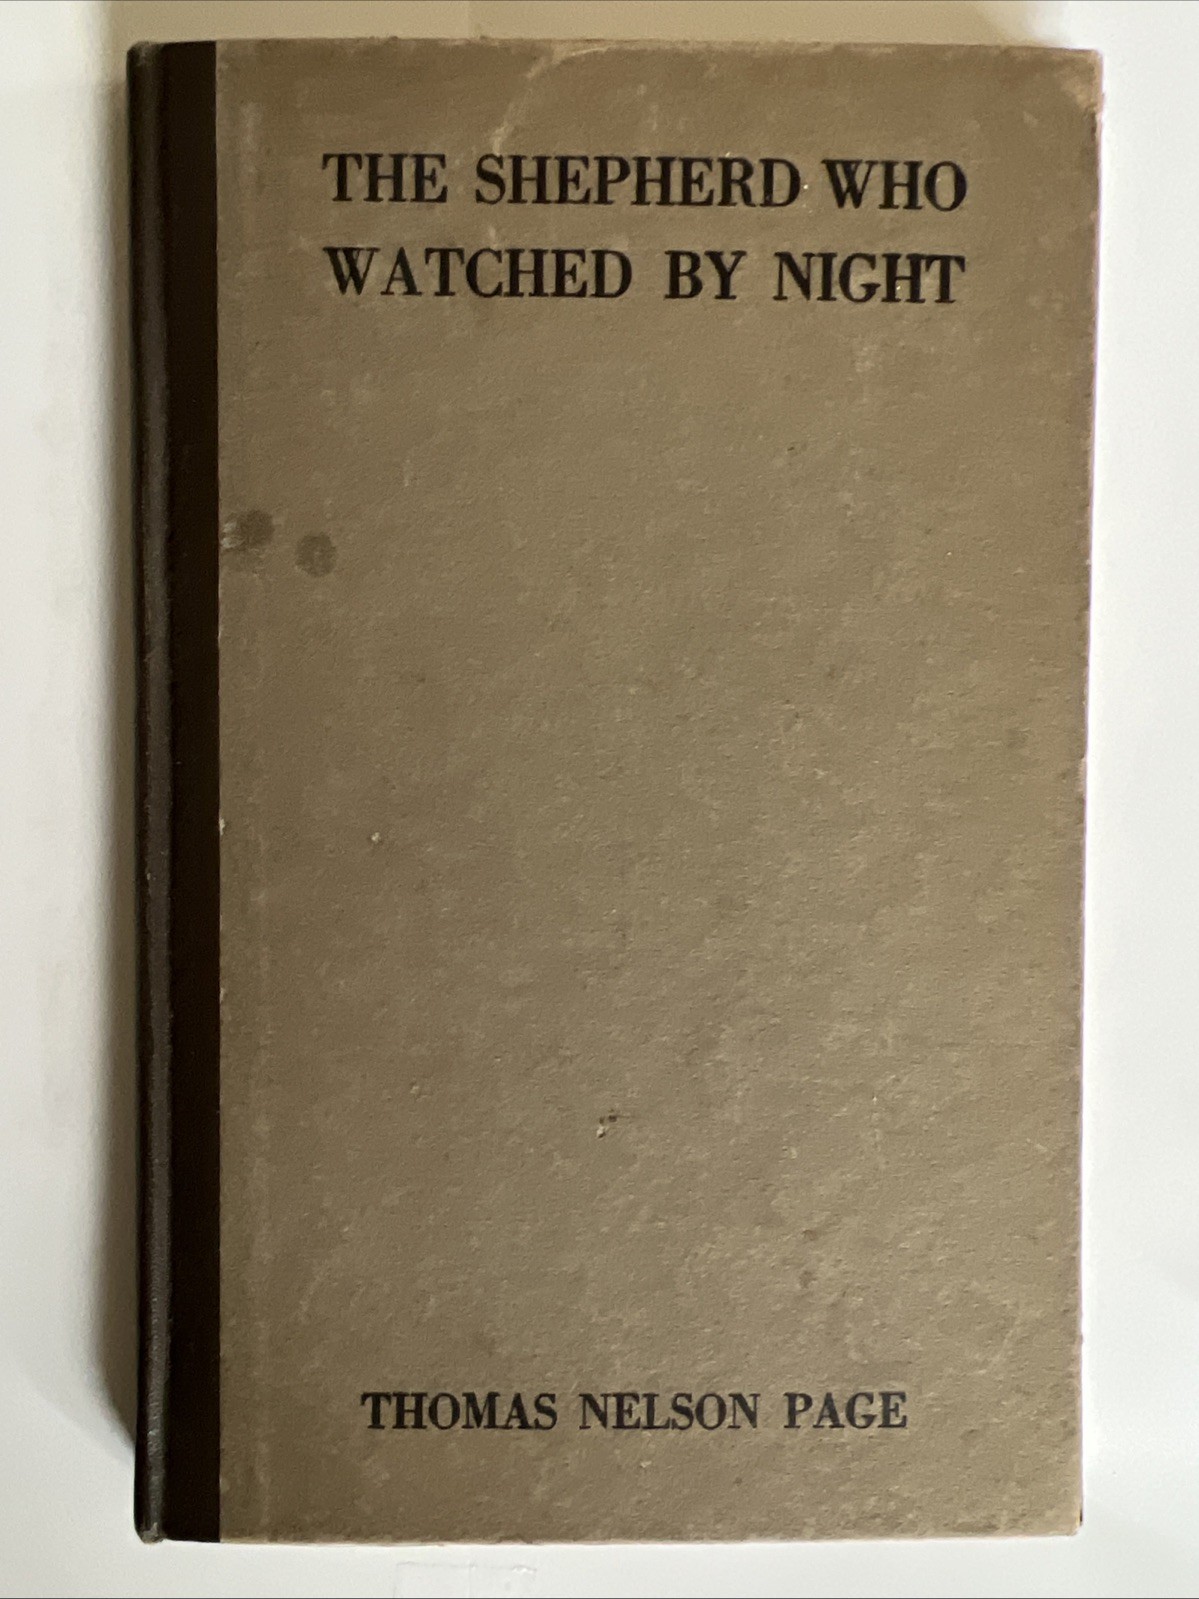 THE SHEPHERD WHO
WATCHED BY NIGHT
THOMAS NELSON PAGE